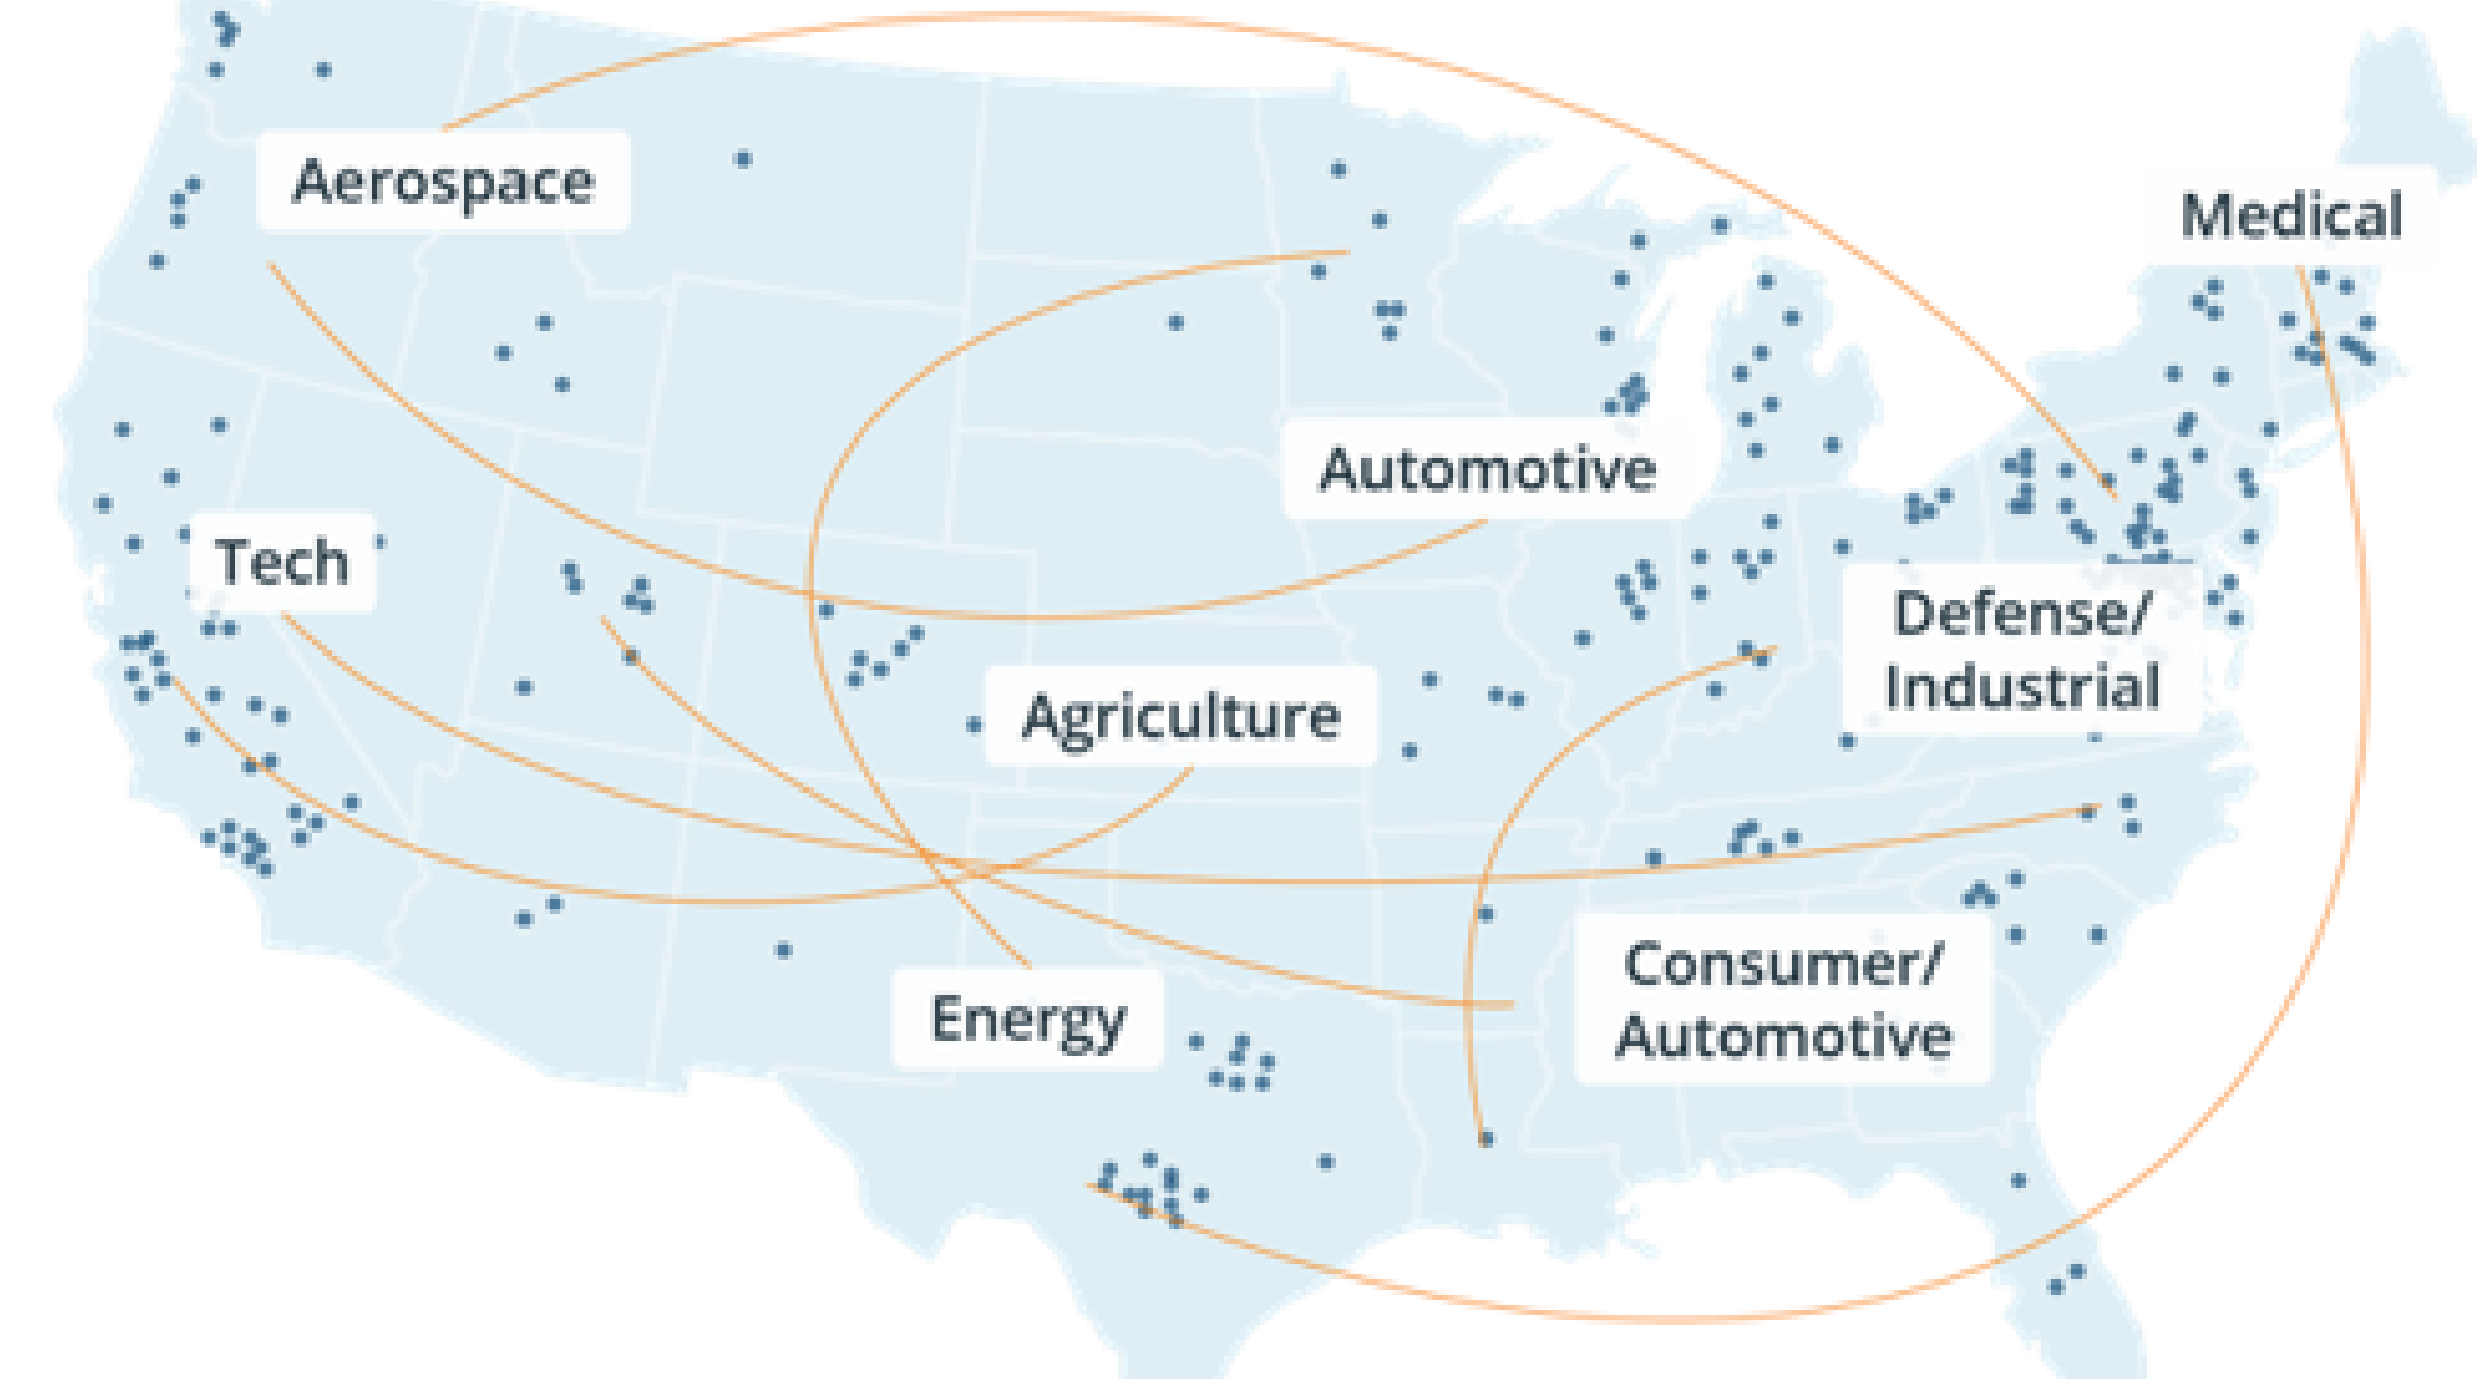 Aerospace
Medical
Automotive
Tech
Defense/
Industrial
Agriculture
Consumer/
Automotive
Energy